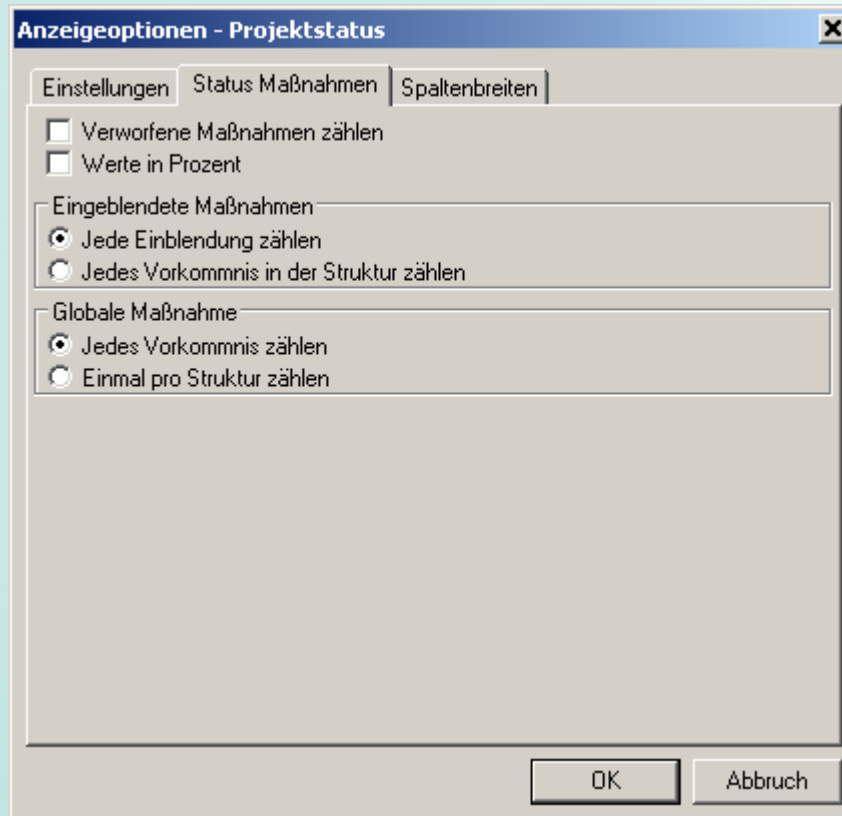 Anzeigeoptionen - Projektstatus
Einstellungen Status Maßnahmen Spaltenbreiten
Verworfene Maßnahmen zählen
Werte in Prozent
Eingeblendete Maßnahmen
Jede Einblendung zählen
Jedes Vorkommnis in der Struktur zählen
Globale Maßnahme
Jedes Vorkommnis zählen
Einmal pro Struktur zählen
OK Abbruch